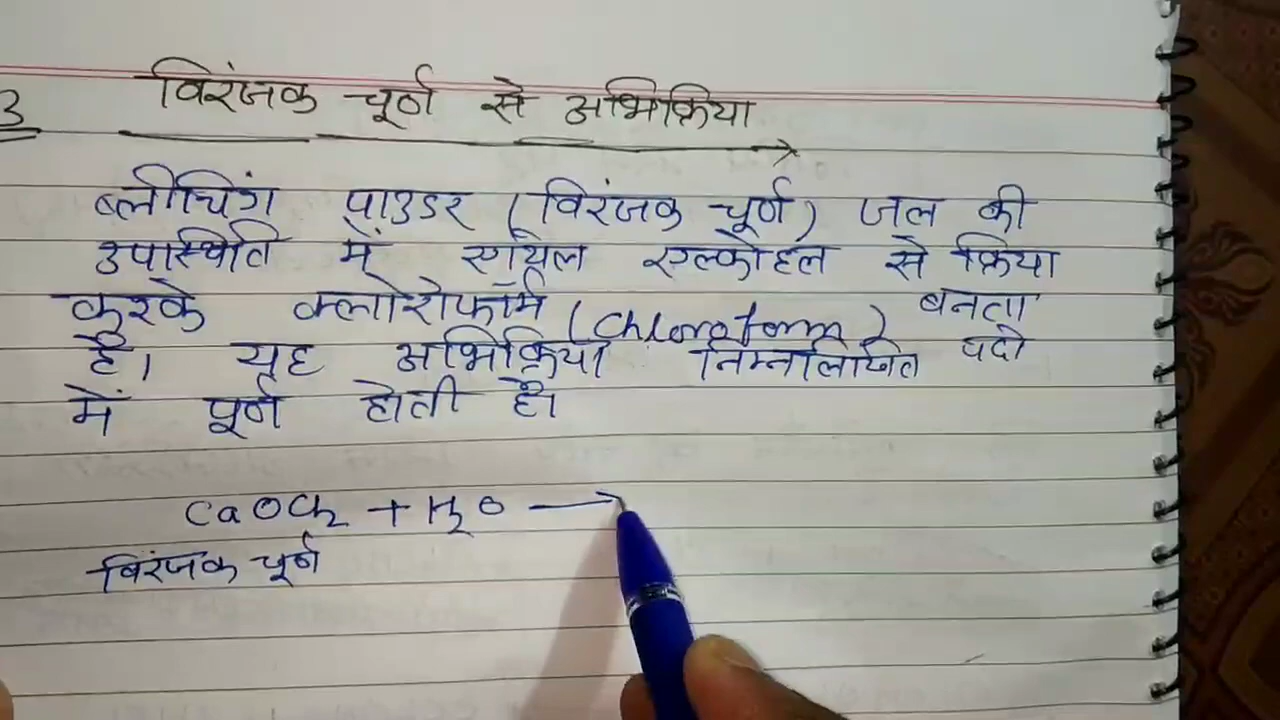 3 विरंजक चूर्ण से अभिक्रिया
ब्लीचिंग पाउडर (विरंजक चूर्ण) जल की
उपस्थिति में एथिल एल्कोहल से क्रिया
करके क्लोरोफॉर्म (Chloroform) बनता
है। यह अभिक्रिया निम्नलिखित पदो
में पूर्ण होती है।
CaOCl₂ + H₂O ⟶
विरंजक चूर्ण